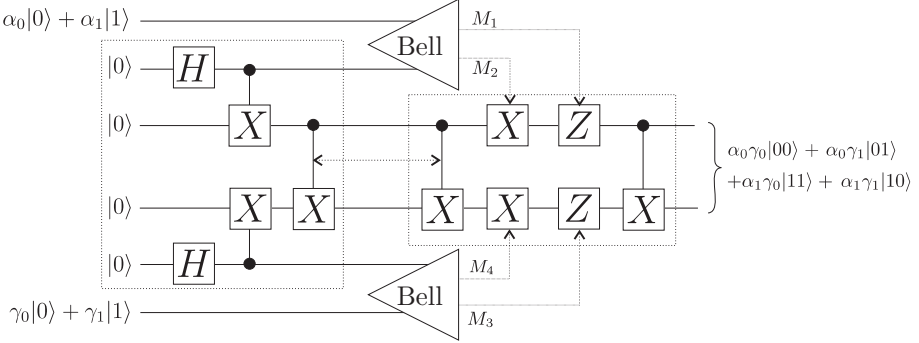 α₀|0⟩ + α₁|1⟩
Bell
M₁
M₂
|0⟩ H
|0⟩ X X Z
α₀γ₀|00⟩ + α₀γ₁|01⟩
+α₁γ₀|11⟩ + α₁γ₁|10⟩
|0⟩ X X X X Z X
|0⟩ H
Bell
M₄
M₃
γ₀|0⟩ + γ₁|1⟩